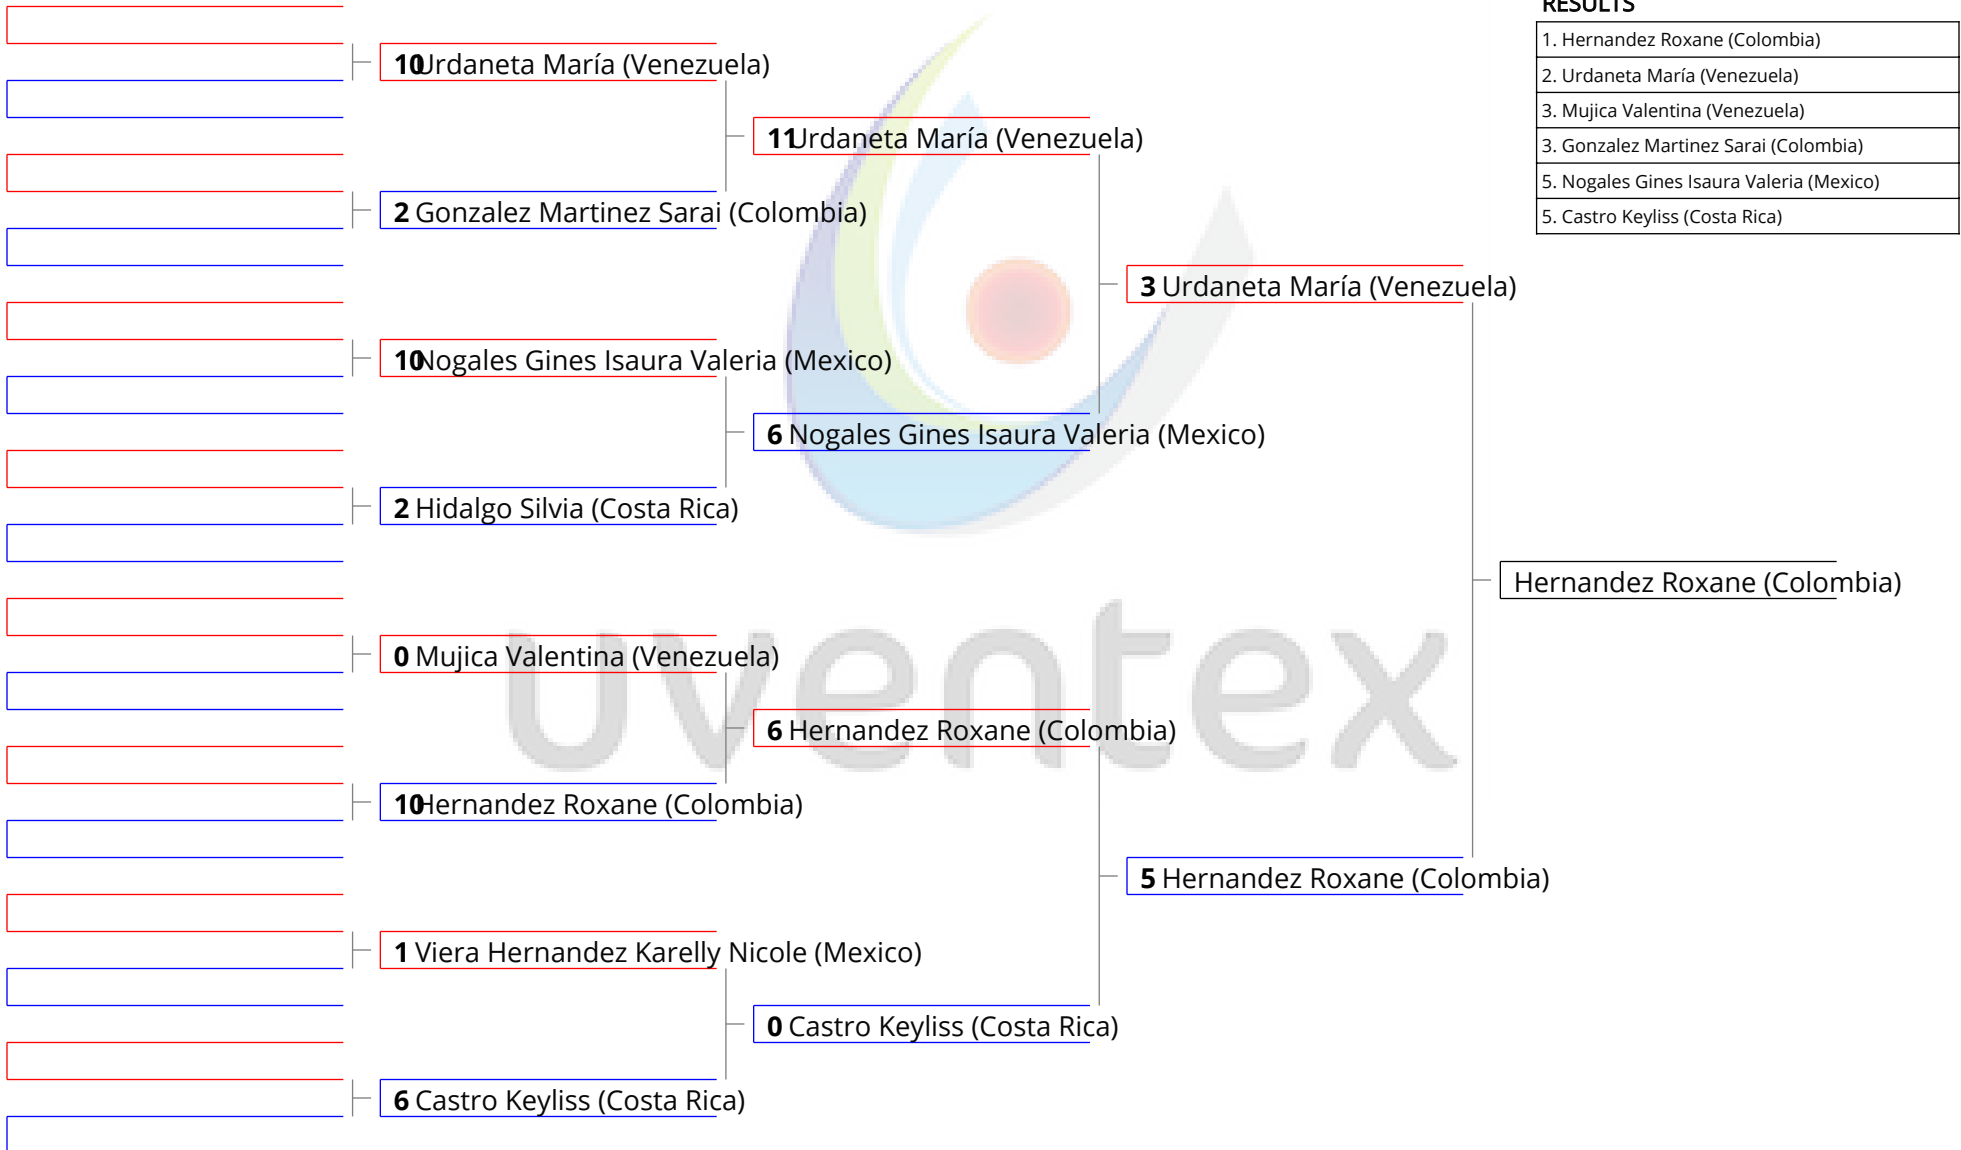 RESULTS
1. Hernandez Roxane (Colombia)
2. Urdaneta María (Venezuela)
3. Mujica Valentina (Venezuela)
3. Gonzalez Martinez Sarai (Colombia)
5. Nogales Gines Isaura Valeria (Mexico)
5. Castro Keyliss (Costa Rica)
10 Urdaneta María (Venezuela)
11 Urdaneta María (Venezuela)
2 Gonzalez Martinez Sarai (Colombia)
3 Urdaneta María (Venezuela)
10 Nogales Gines Isaura Valeria (Mexico)
6 Nogales Gines Isaura Valeria (Mexico)
2 Hidalgo Silvia (Costa Rica)
Hernandez Roxane (Colombia)
0 Mujica Valentina (Venezuela)
uventex
6 Hernandez Roxane (Colombia)
10 Hernandez Roxane (Colombia)
5 Hernandez Roxane (Colombia)
1 Viera Hernandez Karelly Nicole (Mexico)
0 Castro Keyliss (Costa Rica)
6 Castro Keyliss (Costa Rica)